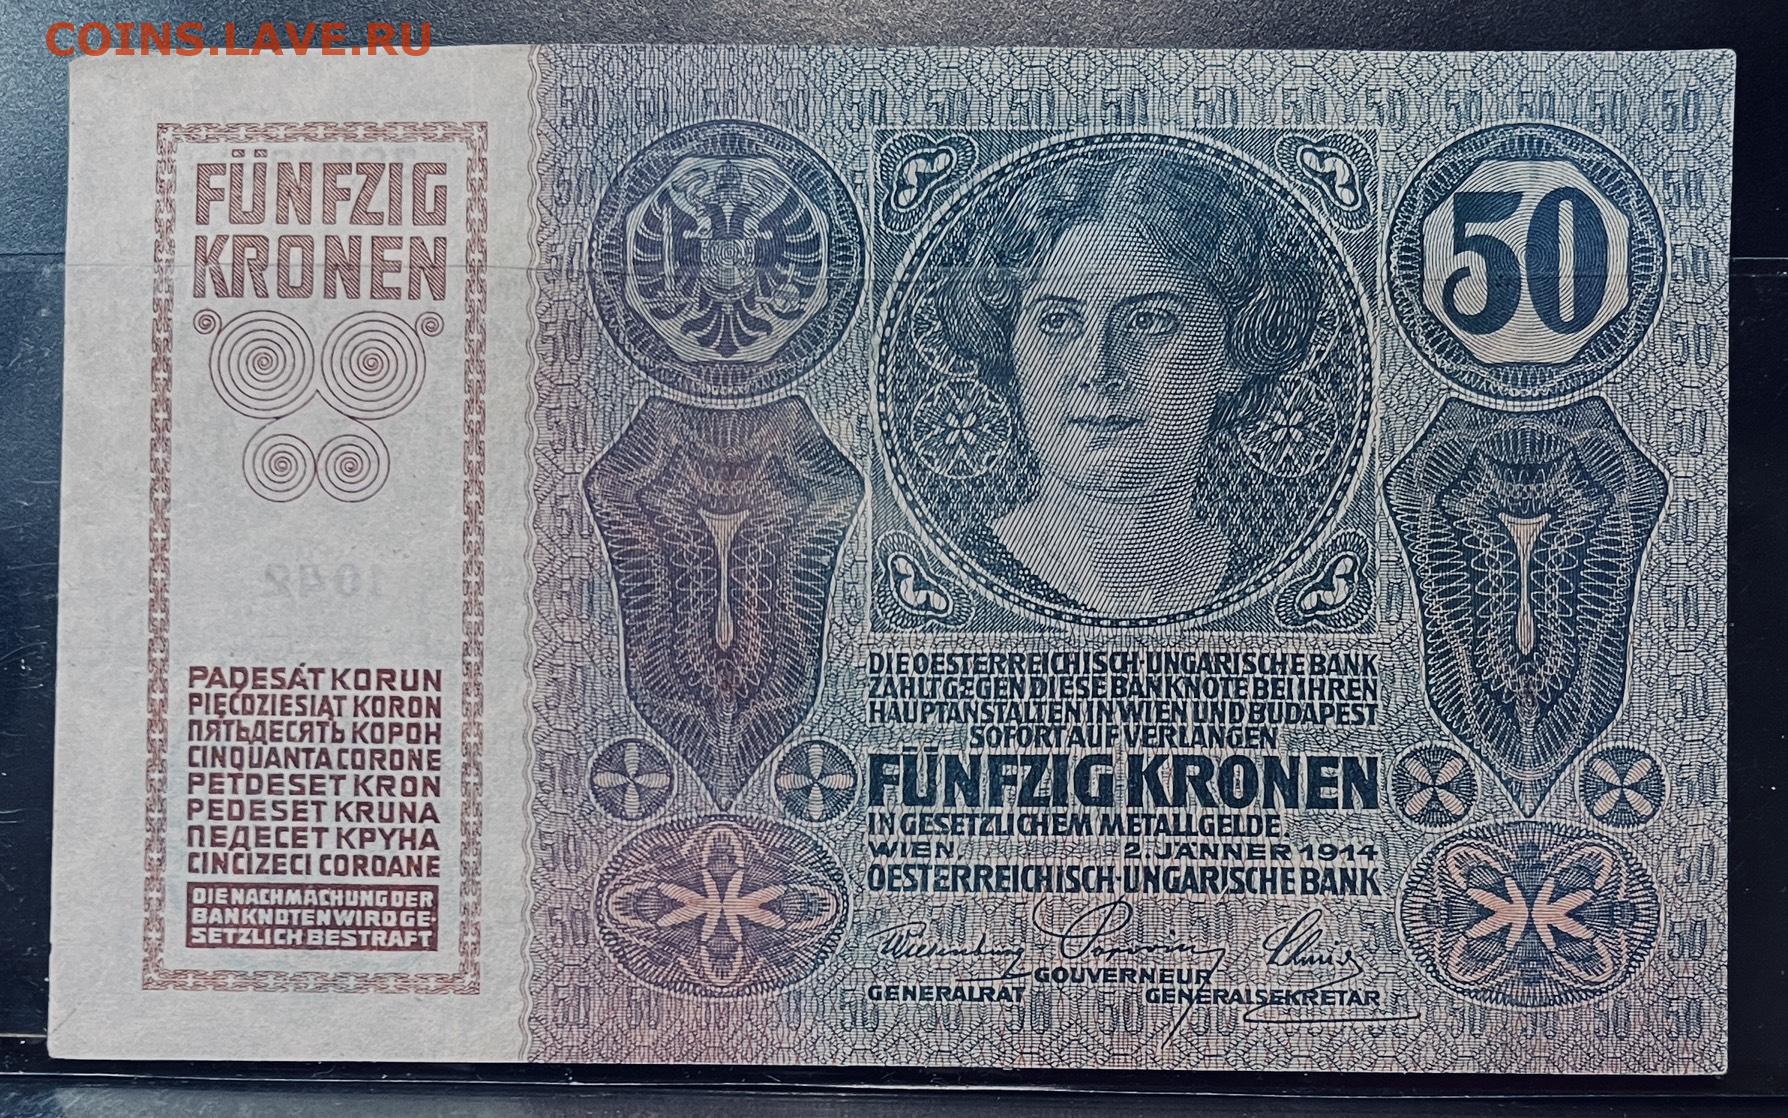 COINS.LAVE.RU
FÜNFZIG
KRONEN
1042
PADESÁT KORUN
PIĘĆDZIESIĄT KORON
ПЯТЬДЕСЯТЬ КОРОН
CINQUANTA CORONE
PETDESET KRON
PEDESET KRUNA
ПЕДЕСЕТ КРУНА
CINCIZECI COROANE
DIE NACHMACHUNG DER
BANKNOTEN WIRD GE-
SETZLICH BESTRAFT
50
DIE OESTERREICHISCH-UNGARISCHE BANK
ZAHLT GEGEN DIESE BANKNOTE BEI IHREN
HAUPTANSTALTEN IN WIEN UND BUDAPEST
SOFORT AUF VERLANGEN
FÜNFZIG KRONEN
IN GESETZLICHEM METALLGELDE.
WIEN, 2. JÄNNER 1914
OESTERREICHISCH-UNGARISCHE BANK
GOUVERNEUR
GENERALRAT GENERALSEKRETÄR